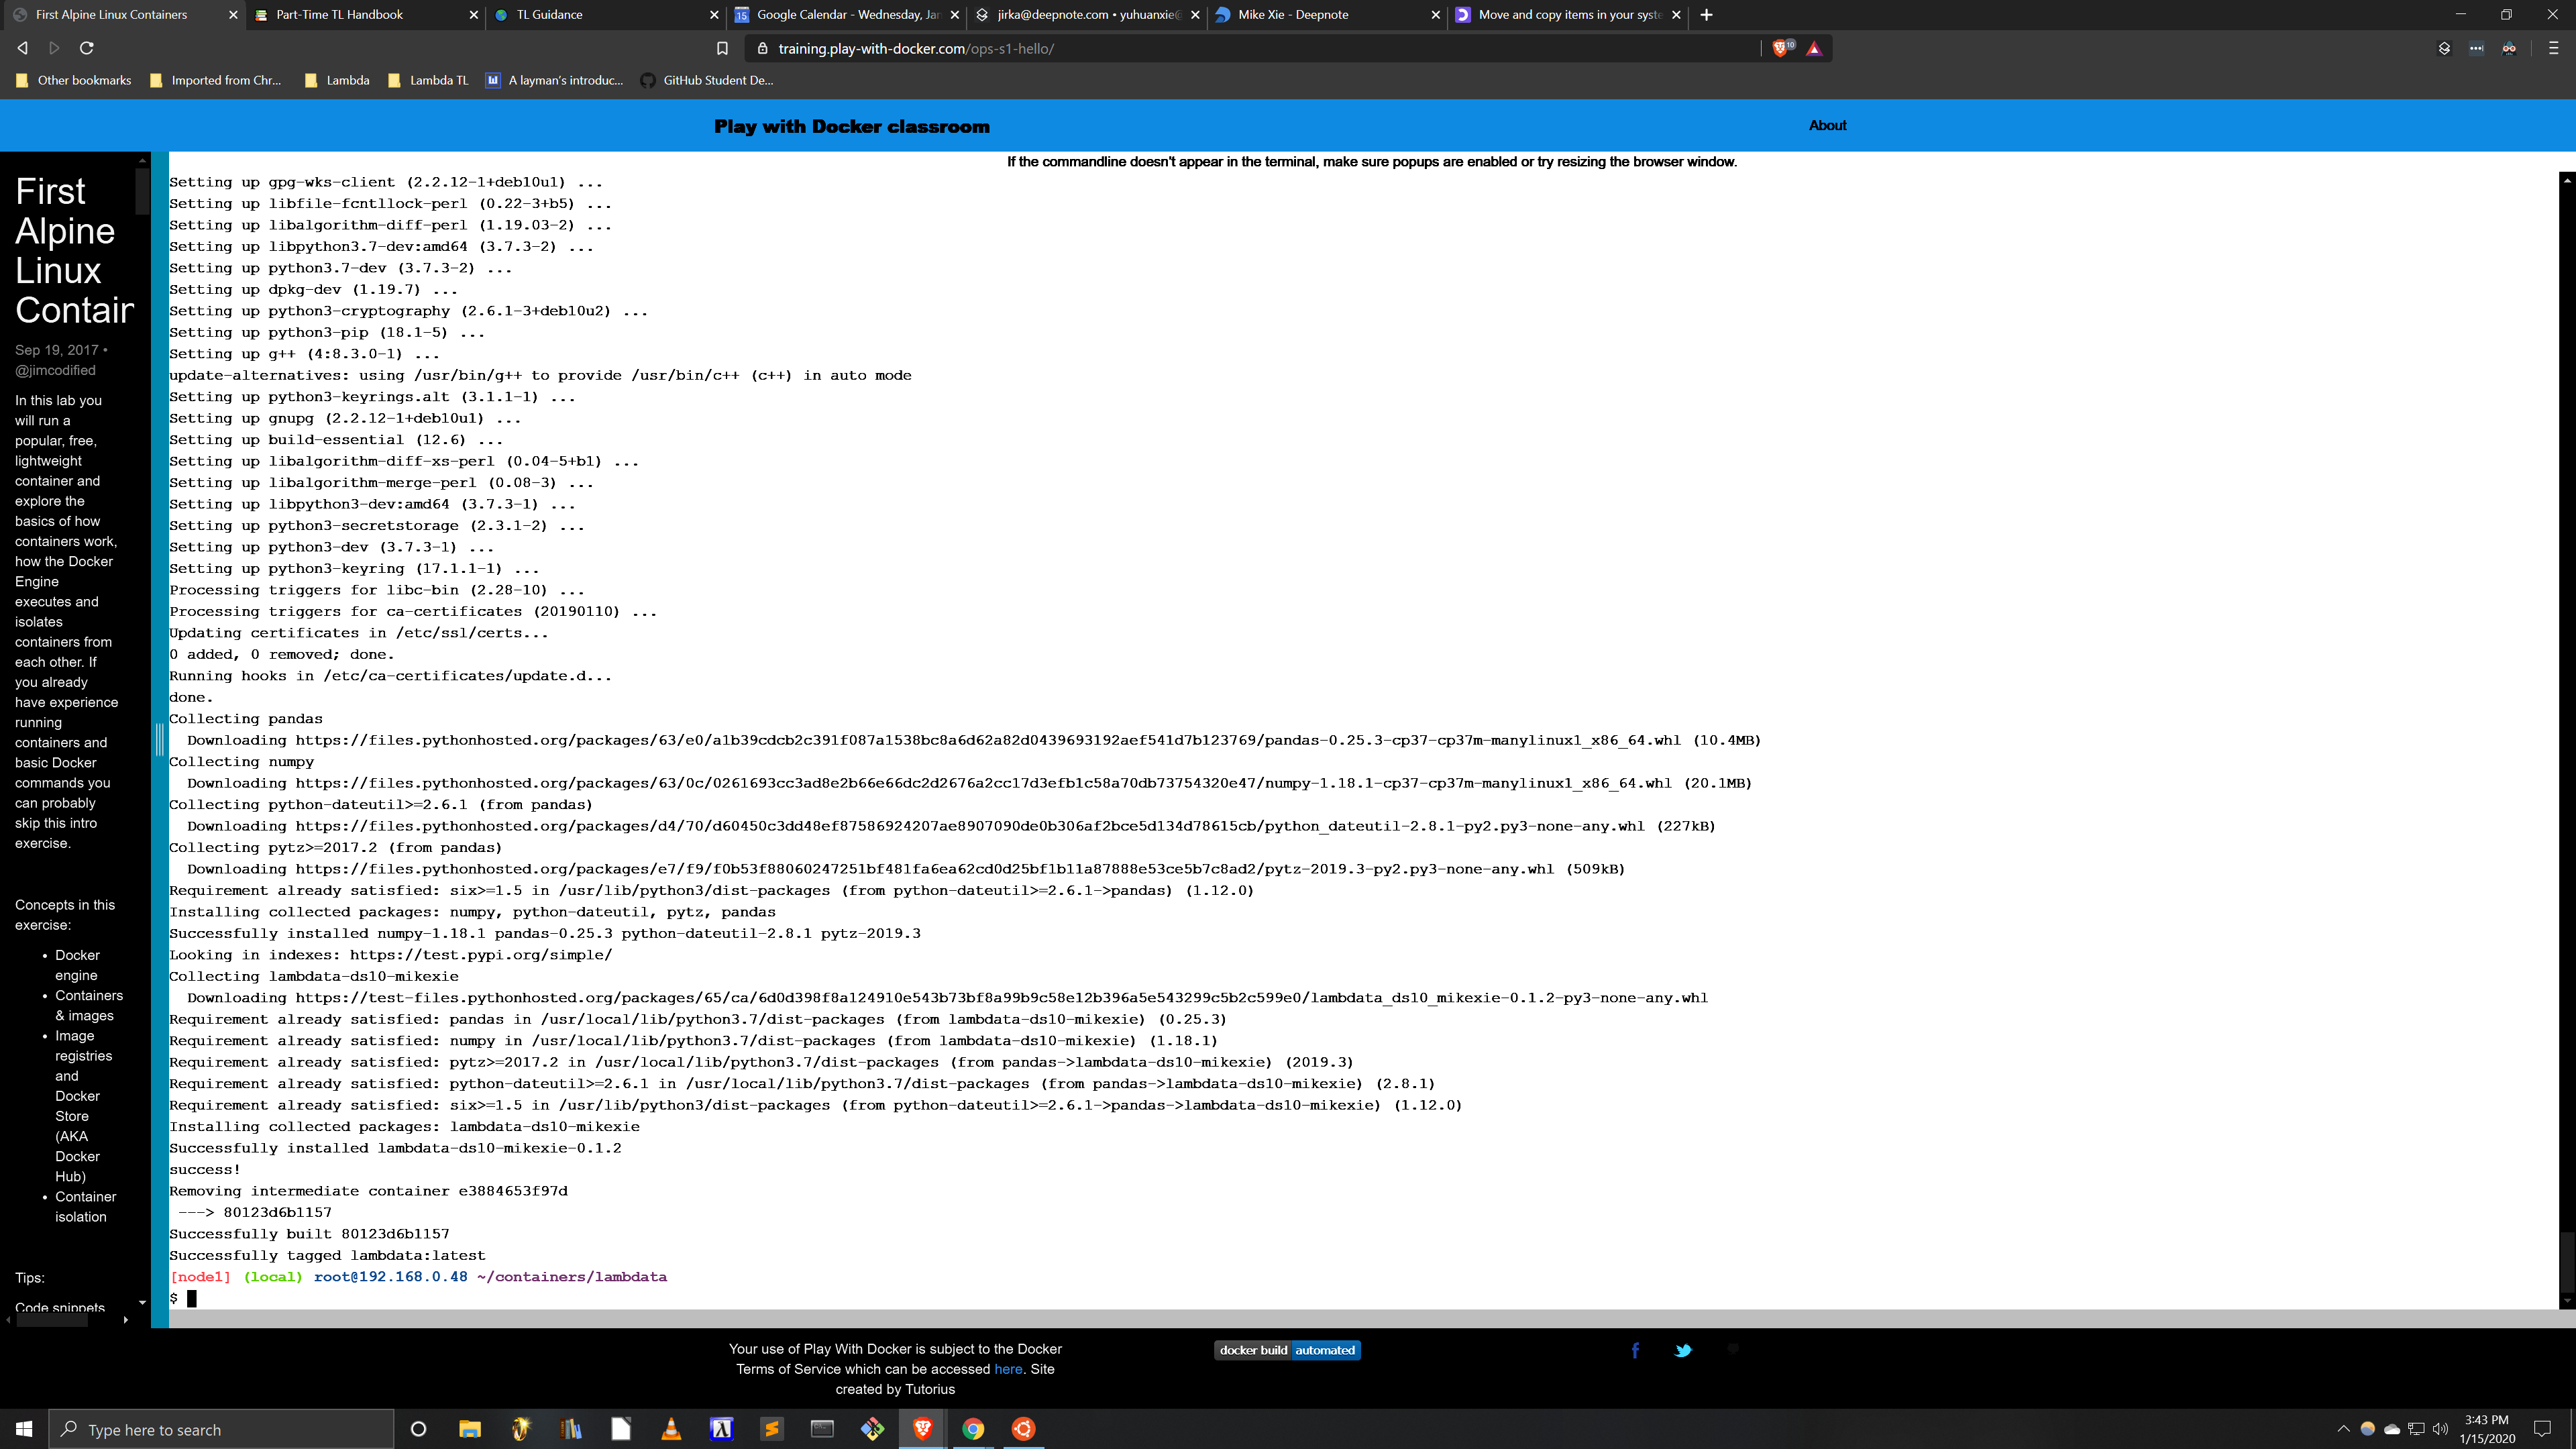 First Alpine Linux Containers
Part-Time TL Handbook
TL Guidance
Google Calendar - Wednesday, Jan
jirka@deepnote.com • yuhuanxie@
Mike Xie - Deepnote
Move and copy items in your syste
training.play-with-docker.com/ops-s1-hello/
10
Other bookmarks
Imported from Chr...
Lambda
Lambda TL
A layman's introduc...
GitHub Student De...
Play with Docker classroom
About
If the commandline doesn't appear in the terminal, make sure popups are enabled or try resizing the browser window.
First
Alpine
Linux
Contain
Sep 19, 2017 •
@jimcodified
In this lab you
will run a
popular, free,
lightweight
container and
explore the
basics of how
containers work,
how the Docker
Engine
executes and
isolates
containers from
each other. If
you already
have experience
running
containers and
basic Docker
commands you
can probably
skip this intro
exercise.
Concepts in this
exercise:
• Docker
engine
• Containers
& images
• Image
registries
and
Docker
Store
(AKA
Docker
Hub)
• Container
isolation
Tips:
Code snippets
Setting up gpg-wks-client (2.2.12-1+deb10u1) ...
Setting up libfile-fcntllock-perl (0.22-3+b5) ...
Setting up libalgorithm-diff-perl (1.19.03-2) ...
Setting up libpython3.7-dev:amd64 (3.7.3-2) ...
Setting up python3.7-dev (3.7.3-2) ...
Setting up dpkg-dev (1.19.7) ...
Setting up python3-cryptography (2.6.1-3+deb10u2) ...
Setting up python3-pip (18.1-5) ...
Setting up g++ (4:8.3.0-1) ...
update-alternatives: using /usr/bin/g++ to provide /usr/bin/c++ (c++) in auto mode
Setting up python3-keyrings.alt (3.1.1-1) ...
Setting up gnupg (2.2.12-1+deb10u1) ...
Setting up build-essential (12.6) ...
Setting up libalgorithm-diff-xs-perl (0.04-5+b1) ...
Setting up libalgorithm-merge-perl (0.08-3) ...
Setting up libpython3-dev:amd64 (3.7.3-1) ...
Setting up python3-secretstorage (2.3.1-2) ...
Setting up python3-dev (3.7.3-1) ...
Setting up python3-keyring (17.1.1-1) ...
Processing triggers for libc-bin (2.28-10) ...
Processing triggers for ca-certificates (20190110) ...
Updating certificates in /etc/ssl/certs...
0 added, 0 removed; done.
Running hooks in /etc/ca-certificates/update.d...
done.
Collecting pandas
Downloading https://files.pythonhosted.org/packages/63/e0/a1b39cdcb2c391f087a1538bc8a6d62a82d0439693192aef541d7b123769/pandas-0.25.3-cp37-cp37m-manylinux1_x86_64.whl (10.4MB)
Collecting numpy
Downloading https://files.pythonhosted.org/packages/63/0c/0261693cc3ad8e2b66e66dc2d2676a2cc17d3efb1c58a70db73754320e47/numpy-1.18.1-cp37-cp37m-manylinux1_x86_64.whl (20.1MB)
Collecting python-dateutil>=2.6.1 (from pandas)
Downloading https://files.pythonhosted.org/packages/d4/70/d60450c3dd48ef87586924207ae8907090de0b306af2bce5d134d78615cb/python_dateutil-2.8.1-py2.py3-none-any.whl (227kB)
Collecting pytz>=2017.2 (from pandas)
Downloading https://files.pythonhosted.org/packages/e7/f9/f0b53f88060247251bf481fa6ea62cd0d25bf1b11a87888e53ce5b7c8ad2/pytz-2019.3-py2.py3-none-any.whl (509kB)
Requirement already satisfied: six>=1.5 in /usr/lib/python3/dist-packages (from python-dateutil>=2.6.1->pandas) (1.12.0)
Installing collected packages: numpy, python-dateutil, pytz, pandas
Successfully installed numpy-1.18.1 pandas-0.25.3 python-dateutil-2.8.1 pytz-2019.3
Looking in indexes: https://test.pypi.org/simple/
Collecting lambdata-ds10-mikexie
Downloading https://test-files.pythonhosted.org/packages/65/ca/6d0d398f8a124910e543b73bf8a99b9c58e12b396a5e543299c5b2c599e0/lambdata_ds10_mikexie-0.1.2-py3-none-any.whl
Requirement already satisfied: pandas in /usr/local/lib/python3.7/dist-packages (from lambdata-ds10-mikexie) (0.25.3)
Requirement already satisfied: numpy in /usr/local/lib/python3.7/dist-packages (from lambdata-ds10-mikexie) (1.18.1)
Requirement already satisfied: pytz>=2017.2 in /usr/local/lib/python3.7/dist-packages (from pandas->lambdata-ds10-mikexie) (2019.3)
Requirement already satisfied: python-dateutil>=2.6.1 in /usr/local/lib/python3.7/dist-packages (from pandas->lambdata-ds10-mikexie) (2.8.1)
Requirement already satisfied: six>=1.5 in /usr/lib/python3/dist-packages (from python-dateutil>=2.6.1->pandas->lambdata-ds10-mikexie) (1.12.0)
Installing collected packages: lambdata-ds10-mikexie
Successfully installed lambdata-ds10-mikexie-0.1.2
success!
Removing intermediate container e3884653f97d
---> 80123d6b1157
Successfully built 80123d6b1157
Successfully tagged lambdata:latest
[node1] (local) root@192.168.0.48 ~/containers/lambdata
$
Your use of Play With Docker is subject to the Docker
Terms of Service which can be accessed here. Site
created by Tutorius
docker build automated
Type here to search
3:43 PM
1/15/2020